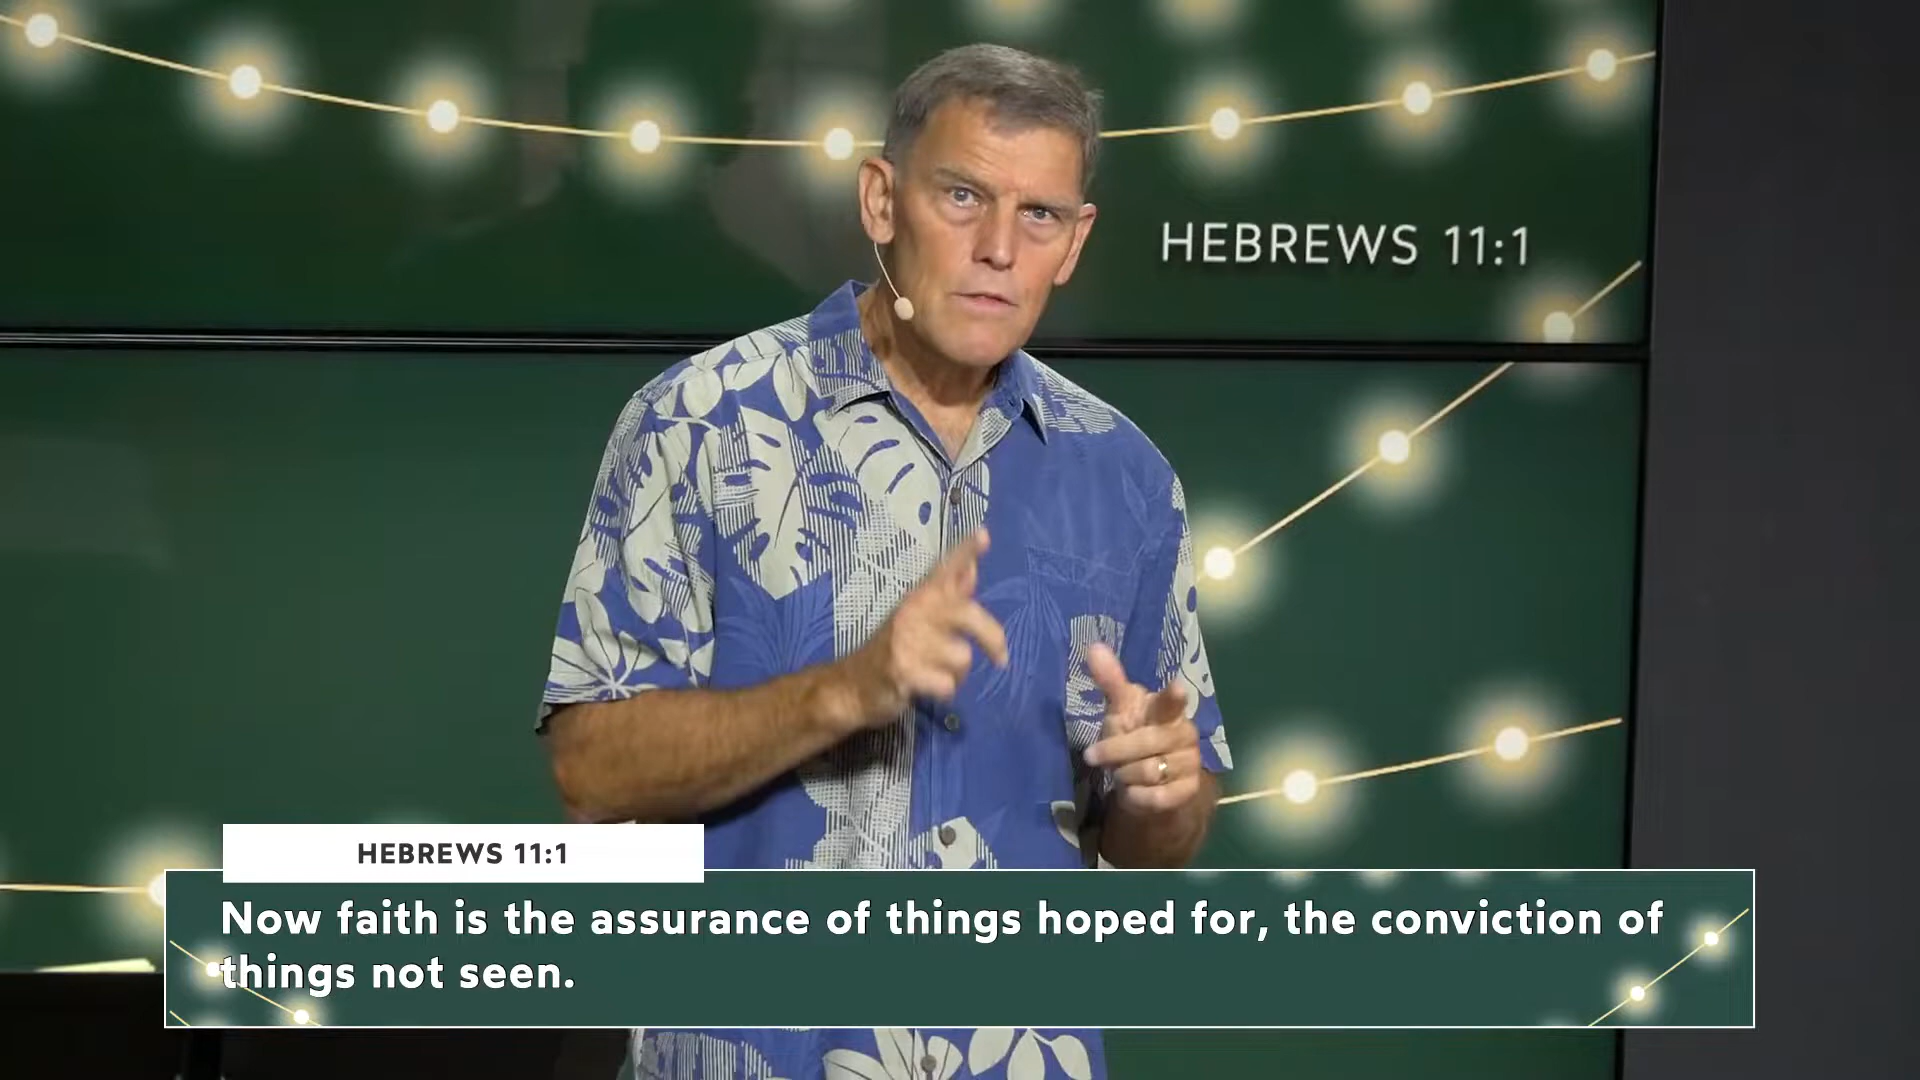 HEBREWS 11:1
HEBREWS 11:1
Now faith is the assurance of things hoped for, the conviction of
things not seen.